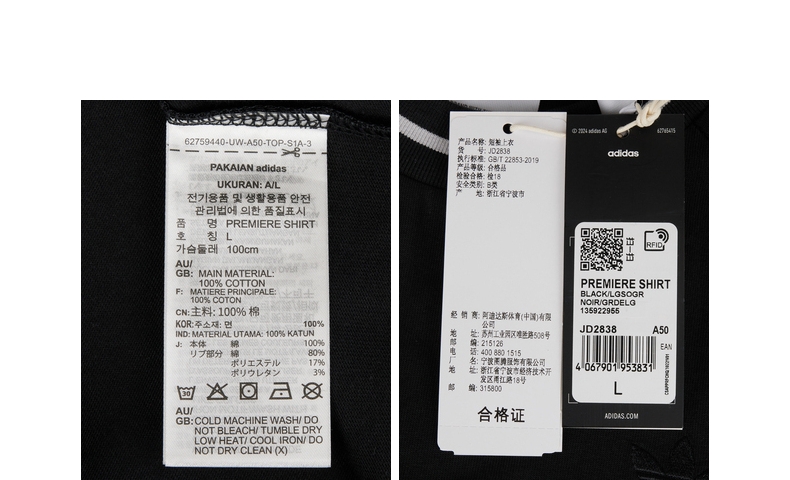 62759440-UW-A50-TOP-S1A-3
PAKAIAN adidas
UKURAN: A/L
전기용품 및 생활용품 안전
관리법에 의한 품질표시
품 명 PREMIERE SHIRT
호 칭 L
가슴둘레 100cm
AU/
GB: MAIN MATERIAL:
100% COTTON
F: MATIERE PRINCIPALE:
100% COTON
CN: 主料: 100% 棉
KOR: 주소재: 면 100%
IND: MATERIAL UTAMA: 100% KATUN
J: 本体 綿 100%
リブ部分 綿 80%
ポリエステル 17%
ポリウレタン 3%
30
AU/
GB: COLD MACHINE WASH/ DO
NOT BLEACH/ TUMBLE DRY
LOW HEAT/ COOL IRON/ DO
NOT DRY CLEAN (X)
产品名称: 短袖上衣
货 号: JD2838
执行标准: GB/T 22853-2019
产品等级: 合格品
检验合格: 检18
安全类别: B类
产 地: 浙江省宁波市
经 销 商: 阿迪达斯体育(中国)有限
公司
地 址: 苏州工业园区唯胜路508号
邮 编: 215126
电 话: 400 880 1515
厂 名: 宁波甬腾服饰有限公司
地 址: 浙江省宁波市经济技术开
发区甬江路18号
邮 编: 315800
合格证
© 2024 adidas AG
62765415
adidas
RFID
PREMIERE SHIRT
BLACK/LGSOGR
NOIR/GRDELG
135922955
JD2838 A50
EAN
4 067901 953831
L
ADIDAS.COM